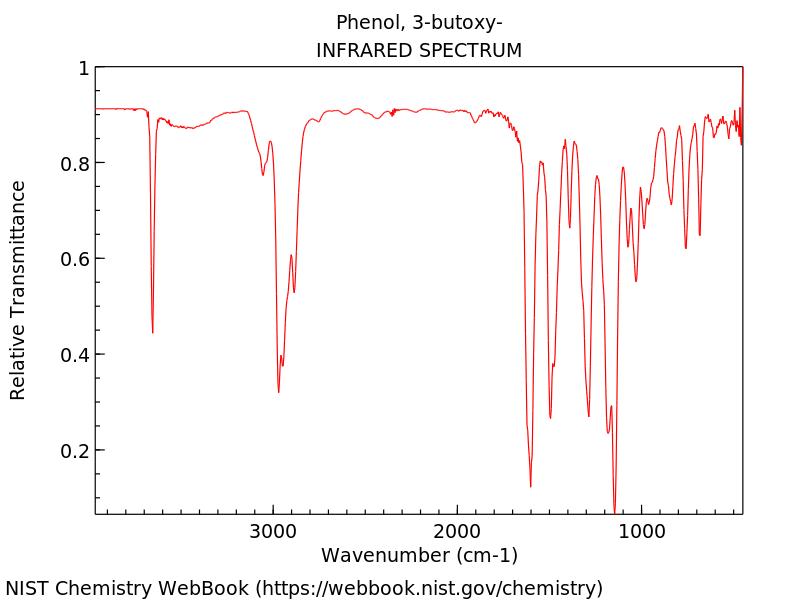 Phenol, 3-butoxy-
INFRARED SPECTRUM
1
0.8
0.6
0.4
0.2
Relative Transmittance
3000 2000 1000
Wavenumber (cm-1)
NIST Chemistry WebBook (https://webbook.nist.gov/chemistry)